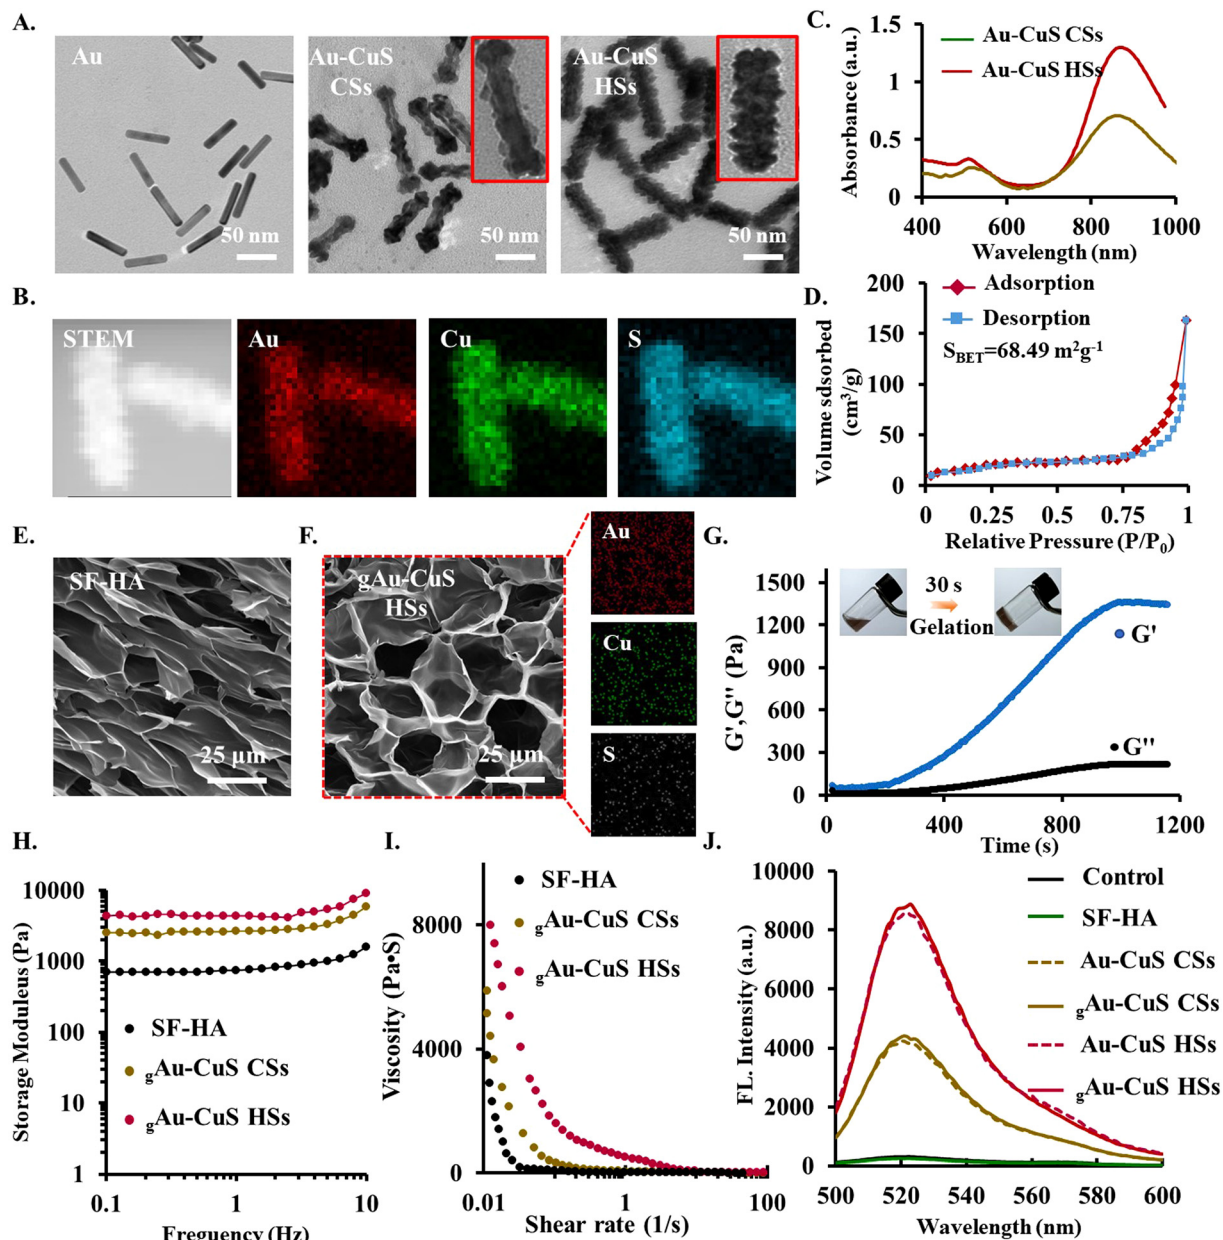 A.
Au
50 nm
Au-CuS
CSs
50 nm
Au-CuS
HSs
50 nm
B.
STEM
Au
Cu
S
C.
Absorbance (a.u.)
1.5
1
0.5
0
Au-CuS CSs
Au-CuS HSs
400
600
800
1000
Wavelength (nm)
D.
Volume sdsorbed
(cm³/g)
200
150
100
50
0
Adsorption
Desorption
S_BET=68.49 m²g⁻¹
0
0.25
0.5
0.75
1
Relative Pressure (P/P₀)
E.
SF-HA
25 µm
F.
gAu-CuS
HSs
25 µm
Au
Cu
S
G.
G',G'' (Pa)
1500
1200
900
600
300
0
30 s
Gelation
G'
G''
0
400
800
1200
Time (s)
H.
Storage Moduleus (Pa)
10000
1000
100
10
1
SF-HA
gAu-CuS CSs
gAu-CuS HSs
0.1
1
10
Freguency (Hz)
I.
Viscosity (Pa•S)
8000
4000
0
SF-HA
gAu-CuS CSs
gAu-CuS HSs
0.01
1
100
Shear rate (1/s)
J.
FL. Intensity (a.u.)
10000
8000
6000
4000
2000
0
Control
SF-HA
Au-CuS CSs
gAu-CuS CSs
Au-CuS HSs
gAu-CuS HSs
500
520
540
560
580
600
Wavelength (nm)